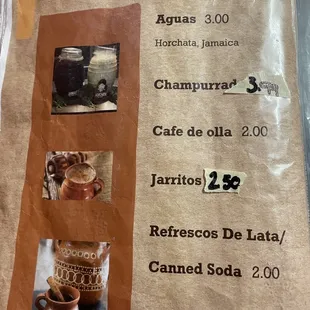 Aguas 3.00
Horchata, Jamaica
Champurrad
Cafe de olla 2.00
Jarritos 2.50
Refrescos De Lata/
Canned Soda 2.00